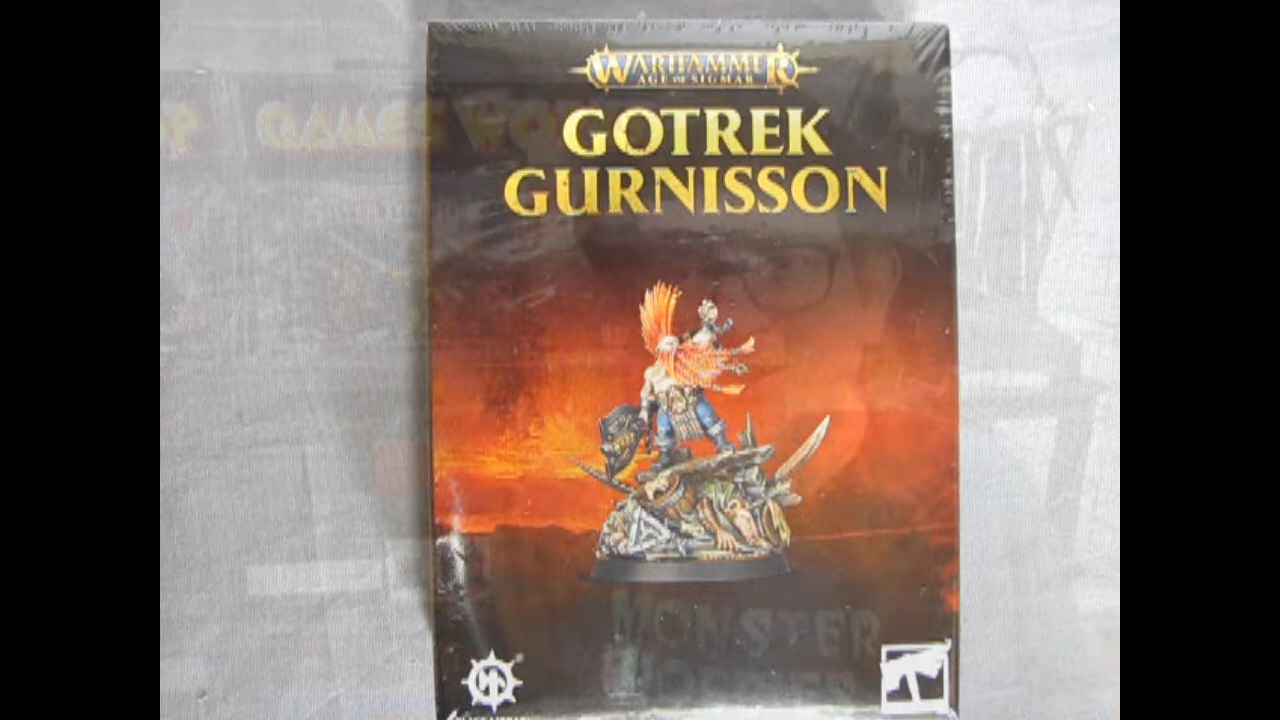 WARHAMMER
AGE OF SIGMAR
GOTREK
GURNISSON
GAMES WO
MONSTER